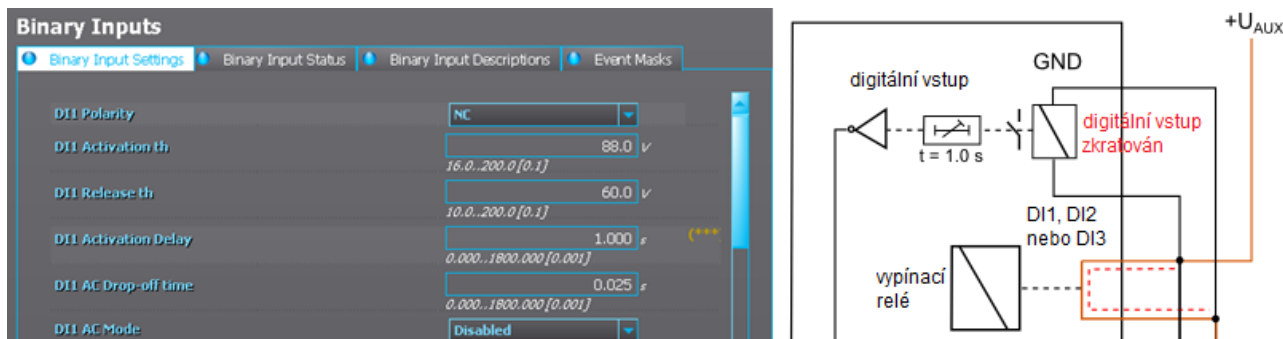 Binary Inputs
Binary Input Settings
Binary Input Status
Binary Input Descriptions
Event Masks
DI1 Polarity
NC
DI1 Activation th
88.0 V
16.0..200.0 [0.1]
DI1 Release th
60.0 V
10.0..200.0 [0.1]
DI1 Activation Delay
1.000 s
(***
0.000..1800.000 [0.001]
DI1 AC Drop-off time
0.025 s
0.000..1800.000 [0.001]
DI1 AC Mode
Disabled
+UAUX
GND
digitální vstup
digitální vstup
zkratován
t = 1.0 s
DI1, DI2
nebo DI3
vypínací
relé